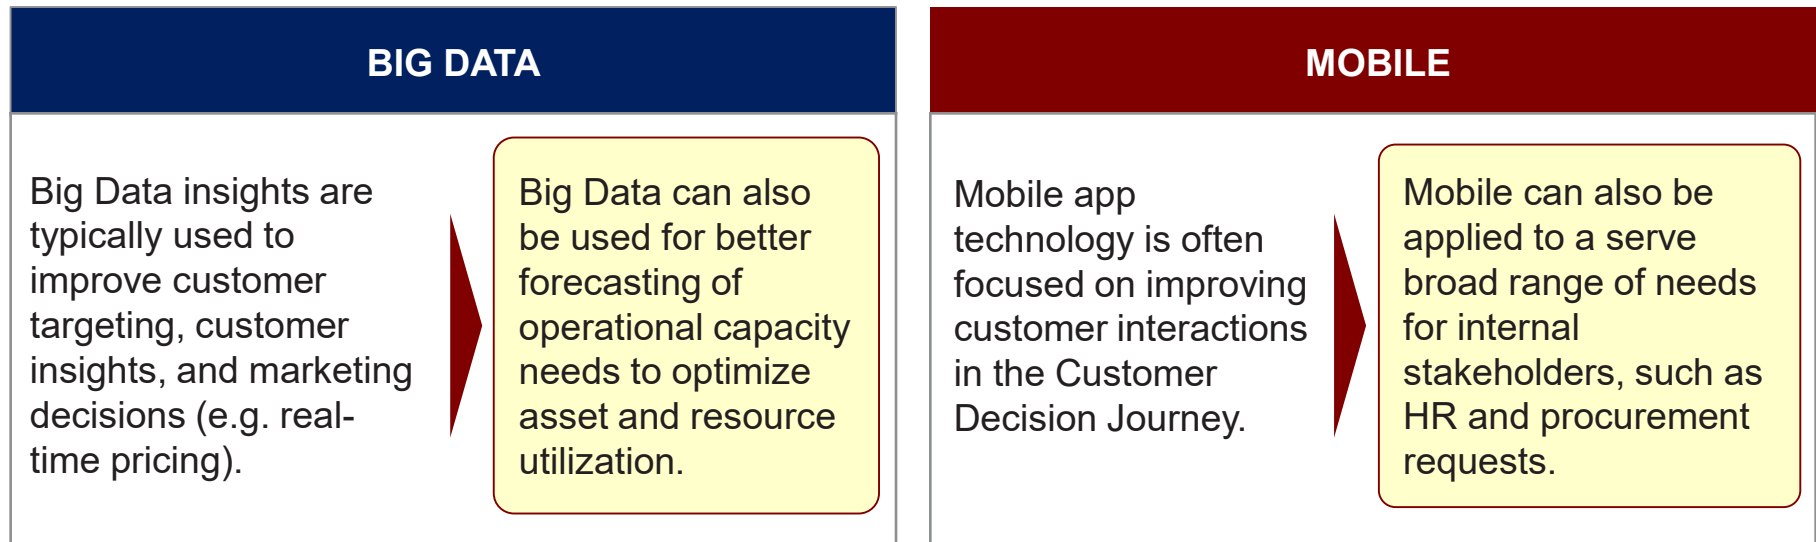 BIG DATA
Big Data insights are
typically used to
improve customer
targeting, customer
insights, and marketing
decisions (e.g. real-
time pricing).
Big Data can also
be used for better
forecasting of
operational capacity
needs to optimize
asset and resource
utilization.
MOBILE
Mobile app
technology is often
focused on improving
customer interactions
in the Customer
Decision Journey.
Mobile can also be
applied to a serve
broad range of needs
for internal
stakeholders, such as
HR and procurement
requests.